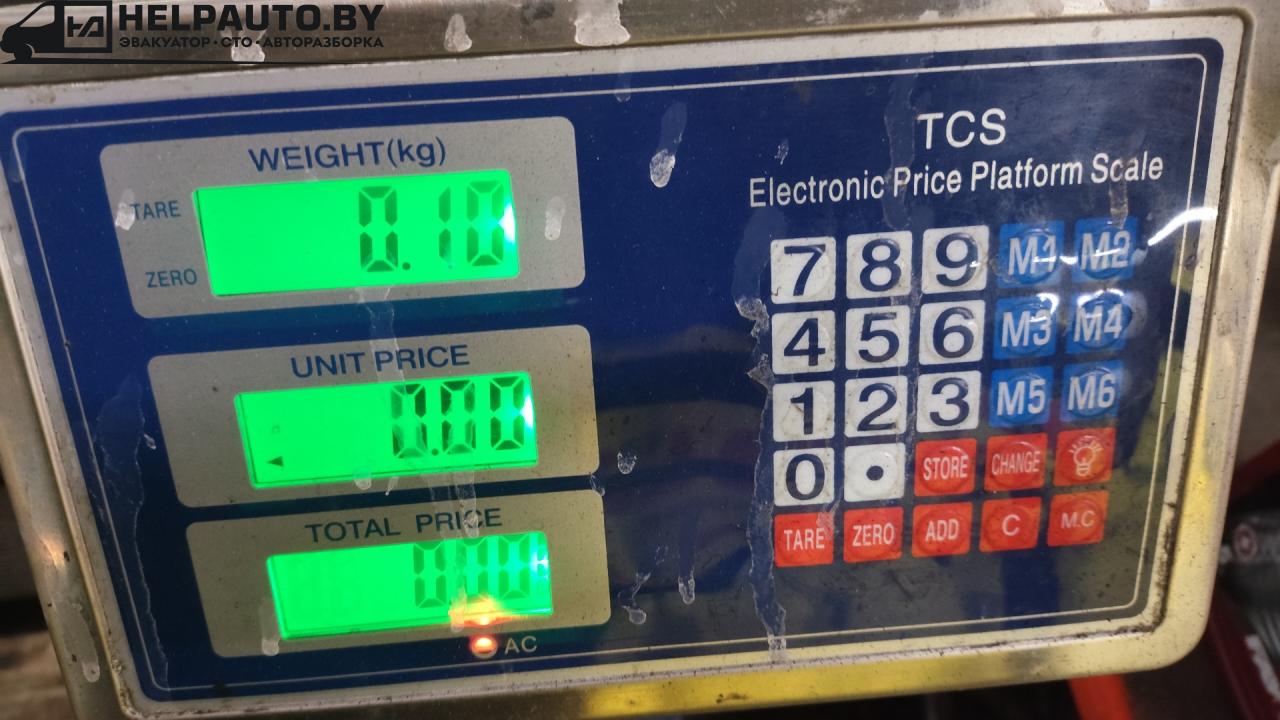 HELPAUTO.BY
ЭВАКУАТОР · СТО · АВТОРАЗБОРКА
TCS
Electronic Price Platform Scale
WEIGHT(kg)
TARE
0.10
ZERO
UNIT PRICE
0.00
TOTAL PRICE
0.00
AC
7 8 9 M1 M2
4 5 6 M3 M4
1 2 3 M5 M6
0 • STORE CHANGE
TARE ZERO ADD C M.C